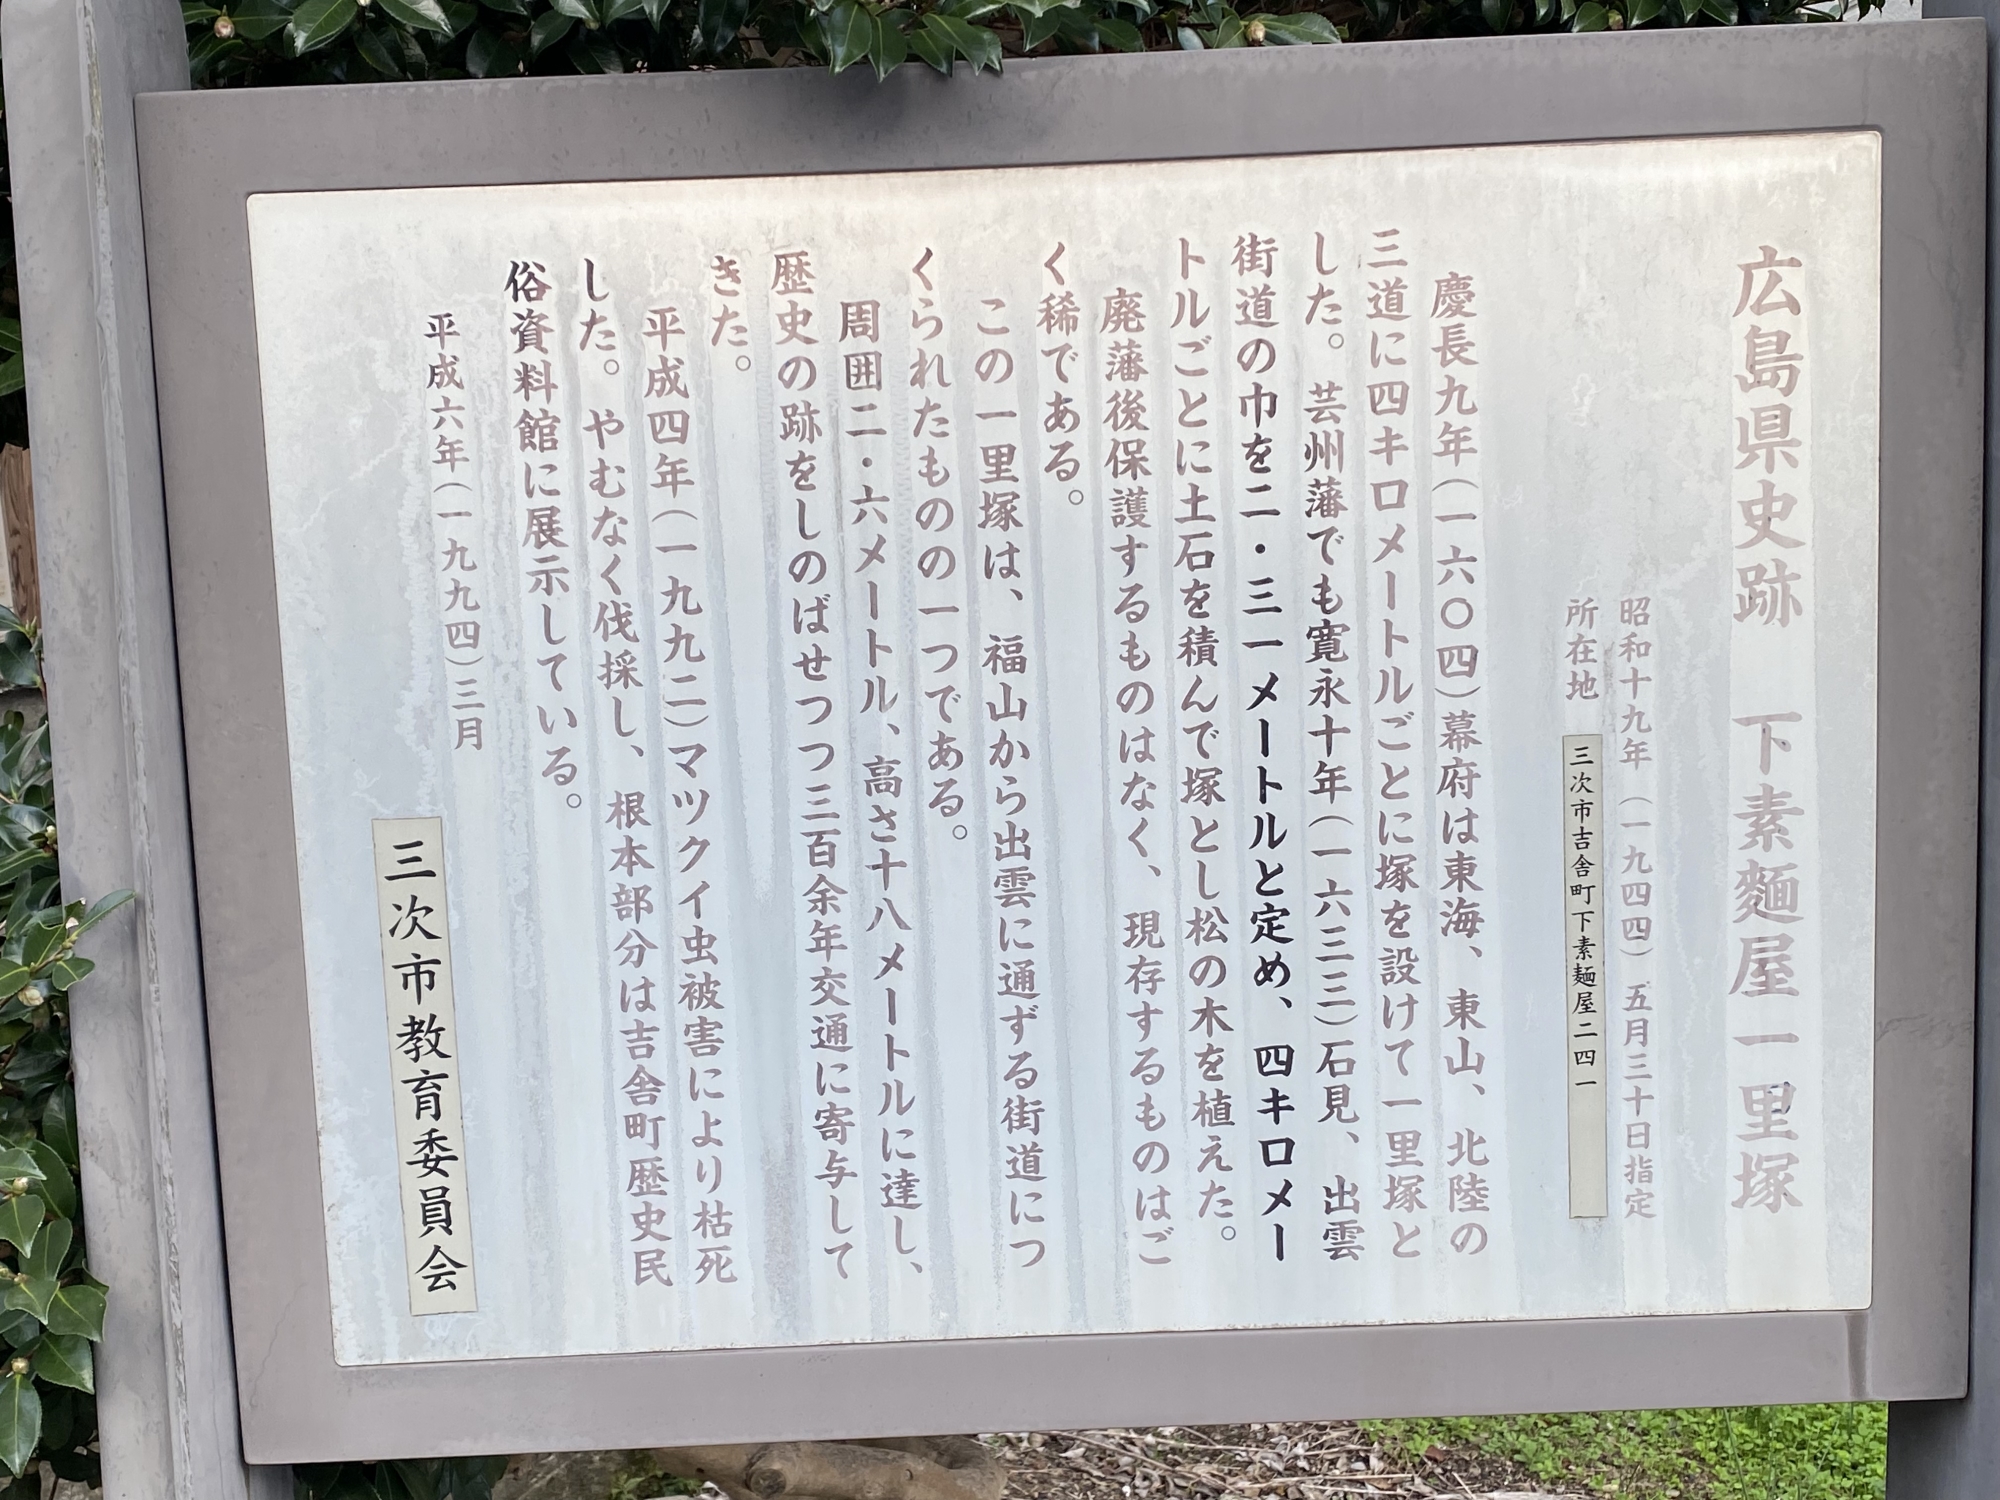 広島県史跡　下素麺屋一里塚
昭和十九年（一九四四）五月三十日指定
所在地　三次市吉舎町下素麺屋二四一
慶長九年（一六〇四）幕府は東海、東山、北陸の
三道に四キロメートルごとに塚を設けて一里塚と
した。芸州藩でも寛永十年（一六三三）石見、出雲
街道の巾を二・三一メートルと定め、四キロメー
トルごとに土石を積んで塚とし松の木を植えた。
廃藩後保護するものはなく、現存するものはご
く稀である。
この一里塚は、福山から出雲に通ずる街道につ
くられたものの一つである。
周囲二・六メートル、高さ十八メートルに達し、
歴史の跡をしのばせつつ三百余年交通に寄与して
きた。
平成四年（一九九二）マツクイ虫被害により枯死
した。やむなく伐採し、根本部分は吉舎町歴史民
俗資料館に展示している。
平成六年（一九九四）三月
三次市教育委員会